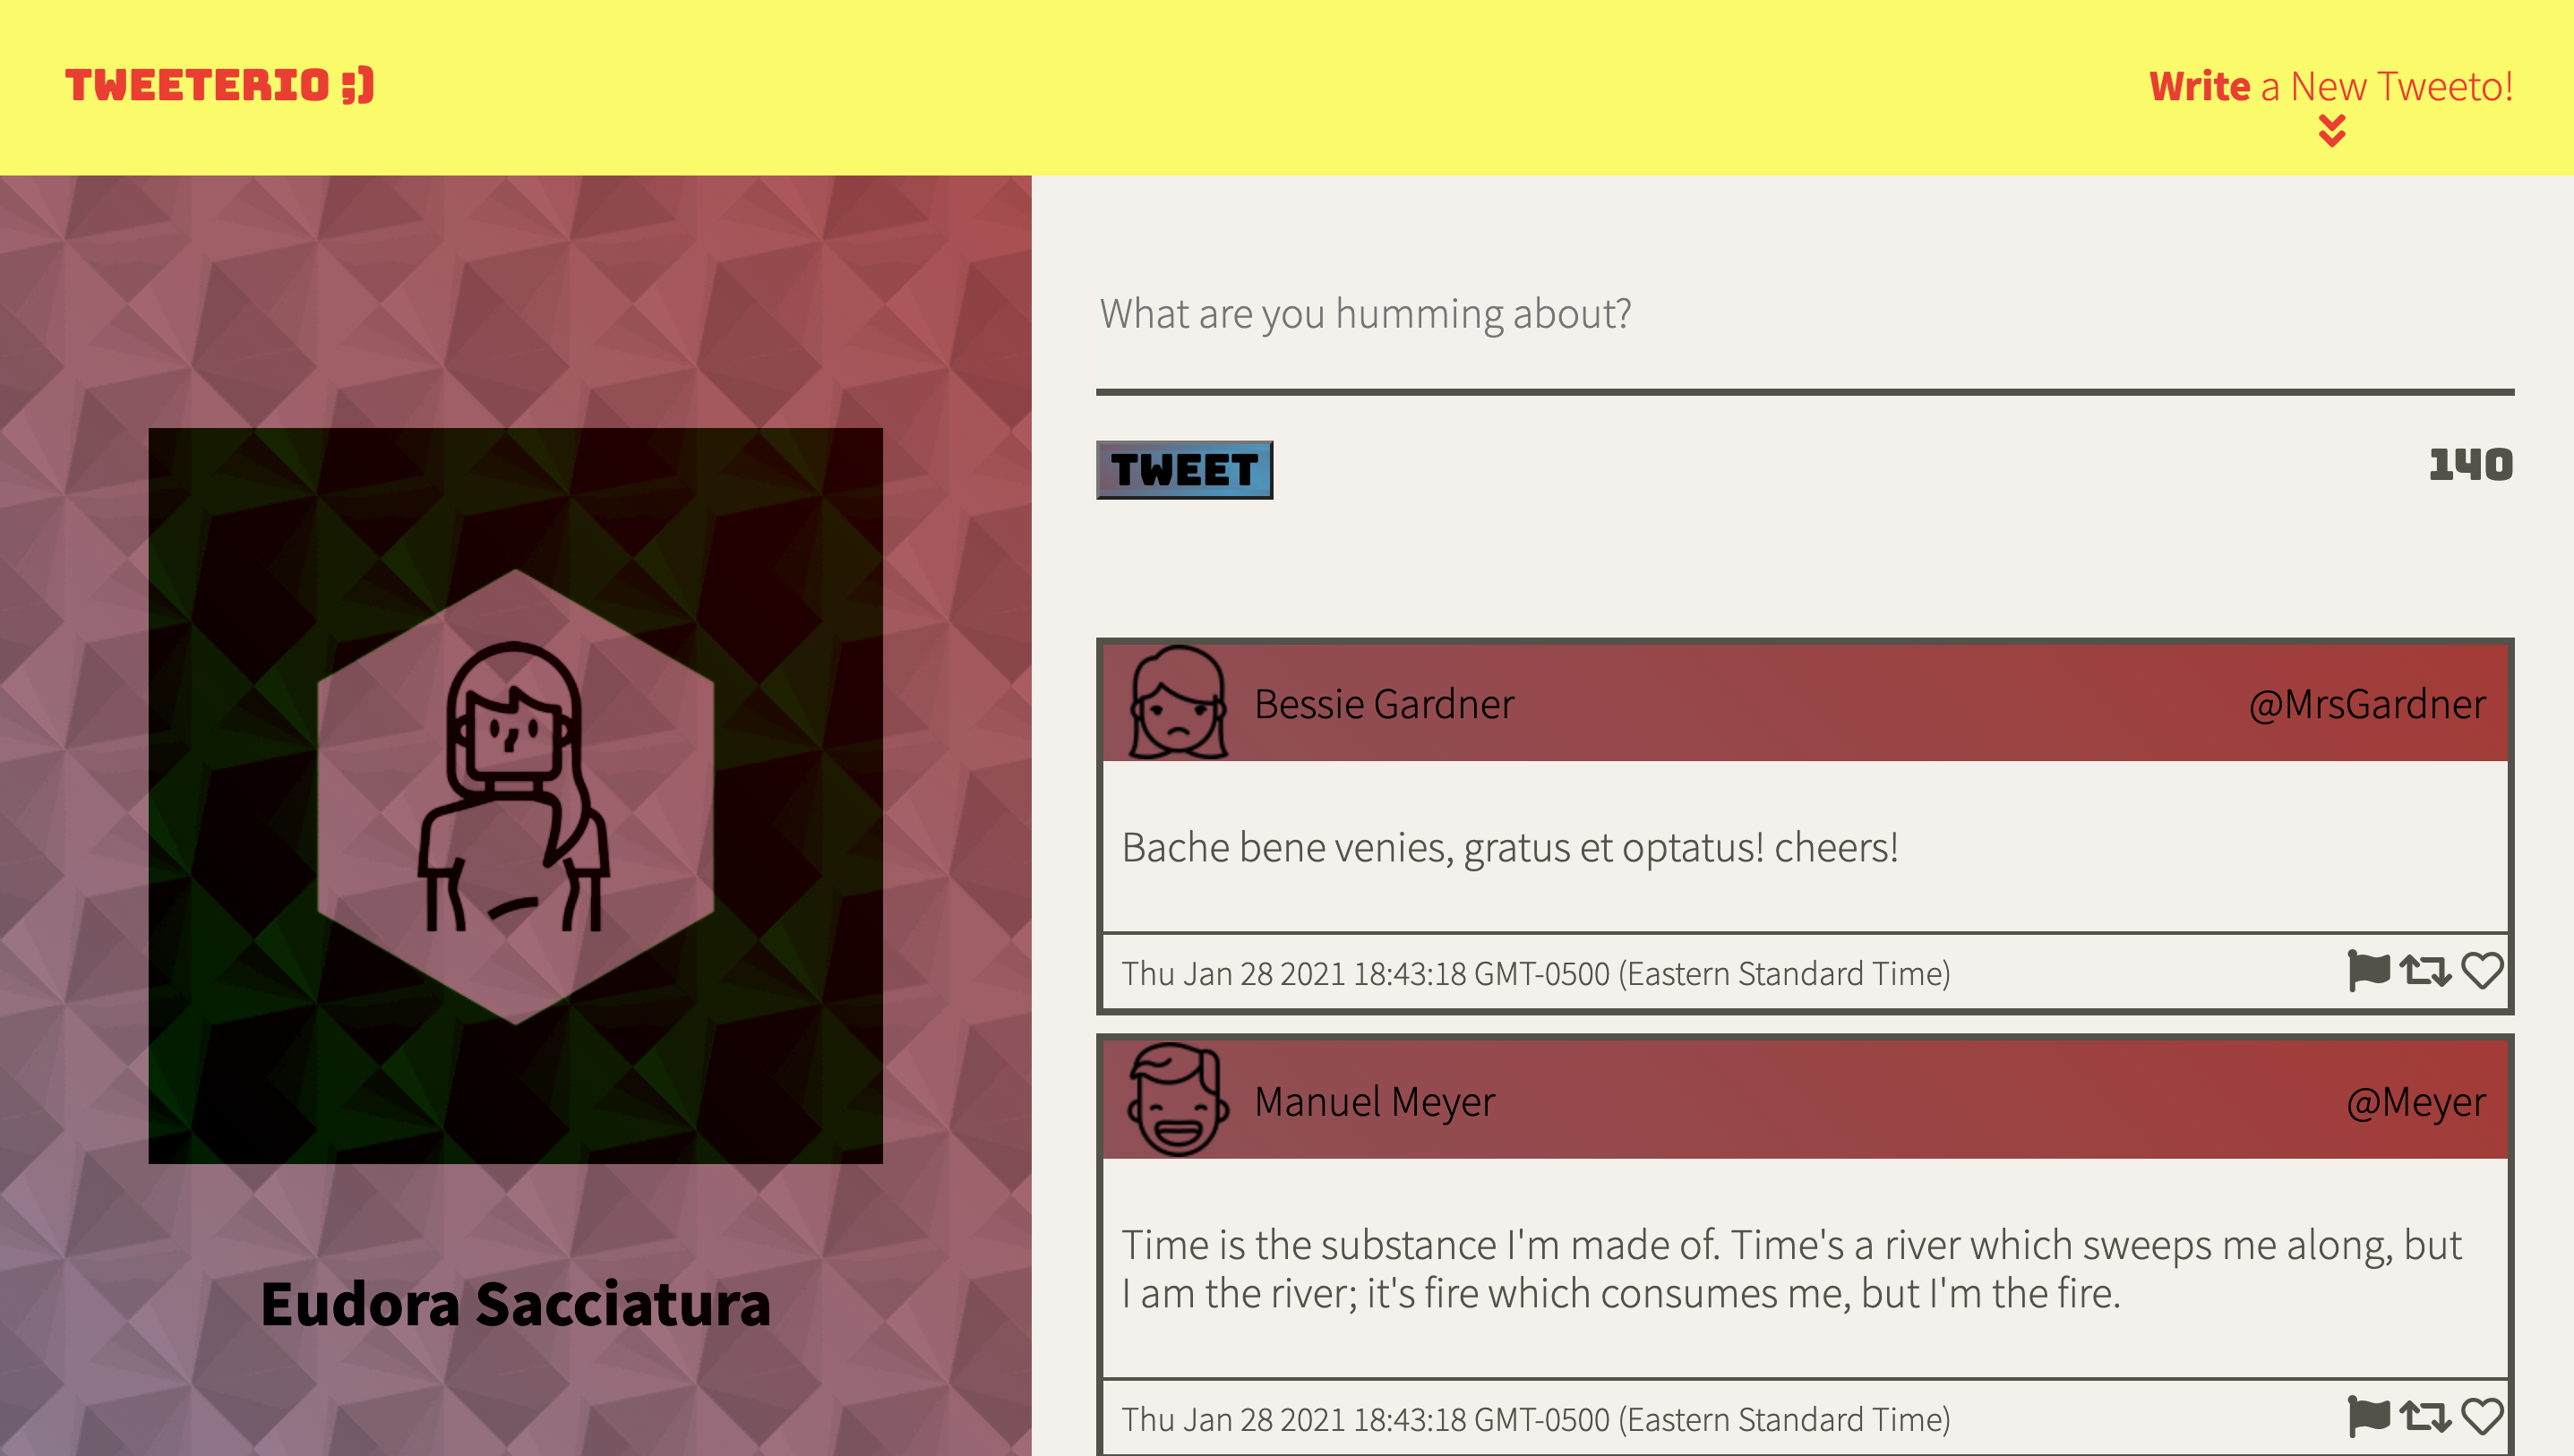 TWEETERIO ;)
Write a New Tweeto!
Eudora Sacciatura
What are you humming about?
TWEET
140
Bessie Gardner
@MrsGardner
Bache bene venies, gratus et optatus! cheers!
Thu Jan 28 2021 18:43:18 GMT-0500 (Eastern Standard Time)
Manuel Meyer
@Meyer
Time is the substance I'm made of. Time's a river which sweeps me along, but
I am the river; it's fire which consumes me, but I'm the fire.
Thu Jan 28 2021 18:43:18 GMT-0500 (Eastern Standard Time)